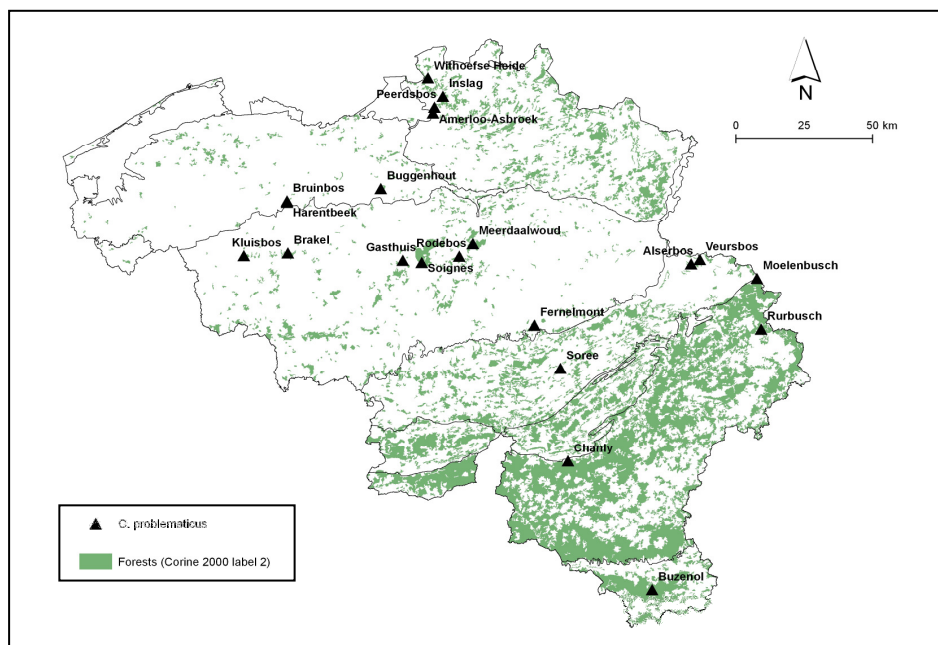 Withoefse Heide
Inslag
Peerdsbos
Amerloo-Asbroek
N
0 25 50 km
Buggenhout
Bruinbos
Harentbeek
Meerdaalwoud
Kluisbos
Brakel
Gasthuis
Rodebos
Soignes
Alserbos
Veursbos
Moelenbusch
Rurbusch
Fernelmont
Soree
Chanly
C. problematicus
Forests (Corine 2000 label 2)
Buzenol